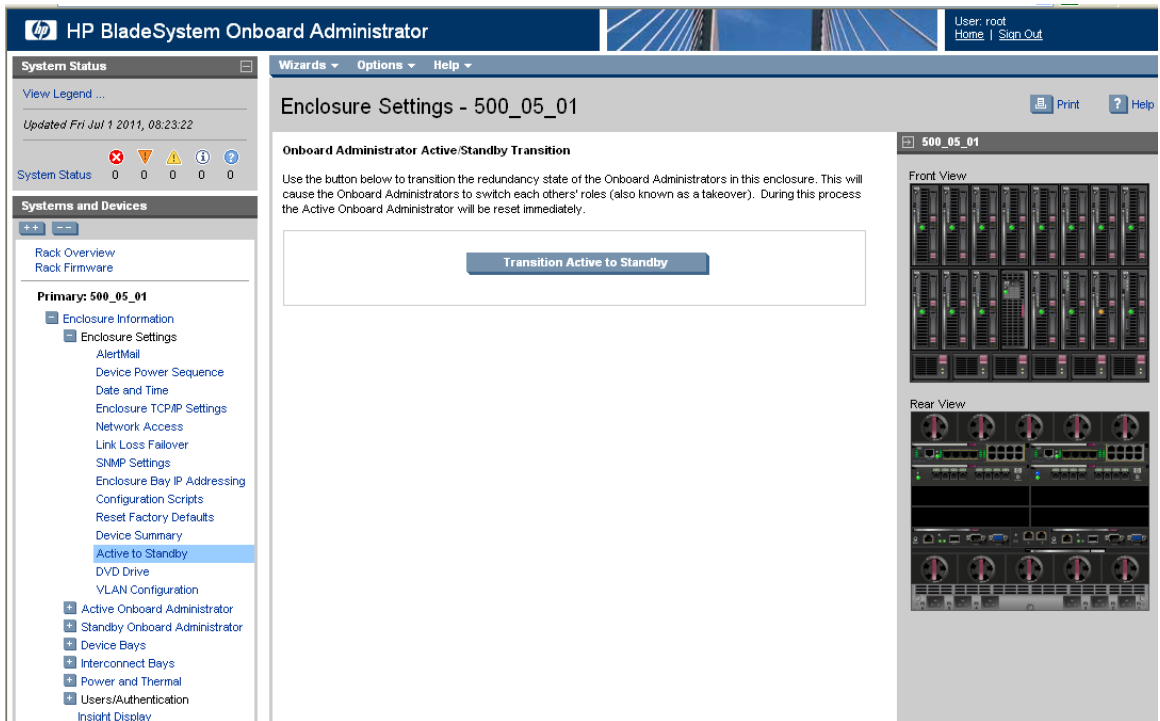 hp HP BladeSystem Onboard Administrator
User: root
Home | Sign Out
System Status
View Legend ...
Updated Fri Jul 1 2011, 08:23:22
System Status 0 0 0 0 0
Systems and Devices
++ --
Rack Overview
Rack Firmware
Primary: 500_05_01
Enclosure Information
Enclosure Settings
AlertMail
Device Power Sequence
Date and Time
Enclosure TCP/IP Settings
Network Access
Link Loss Failover
SNMP Settings
Enclosure Bay IP Addressing
Configuration Scripts
Reset Factory Defaults
Device Summary
Active to Standby
DVD Drive
VLAN Configuration
Active Onboard Administrator
Standby Onboard Administrator
Device Bays
Interconnect Bays
Power and Thermal
Users/Authentication
Insight Display
Wizards Options Help
Enclosure Settings - 500_05_01
Print ? Help
Onboard Administrator Active/Standby Transition
Use the button below to transition the redundancy state of the Onboard Administrators in this enclosure. This will
cause the Onboard Administrators to switch each others' roles (also known as a takeover). During this process
the Active Onboard Administrator will be reset immediately.
Transition Active to Standby
500_05_01
Front View
Rear View